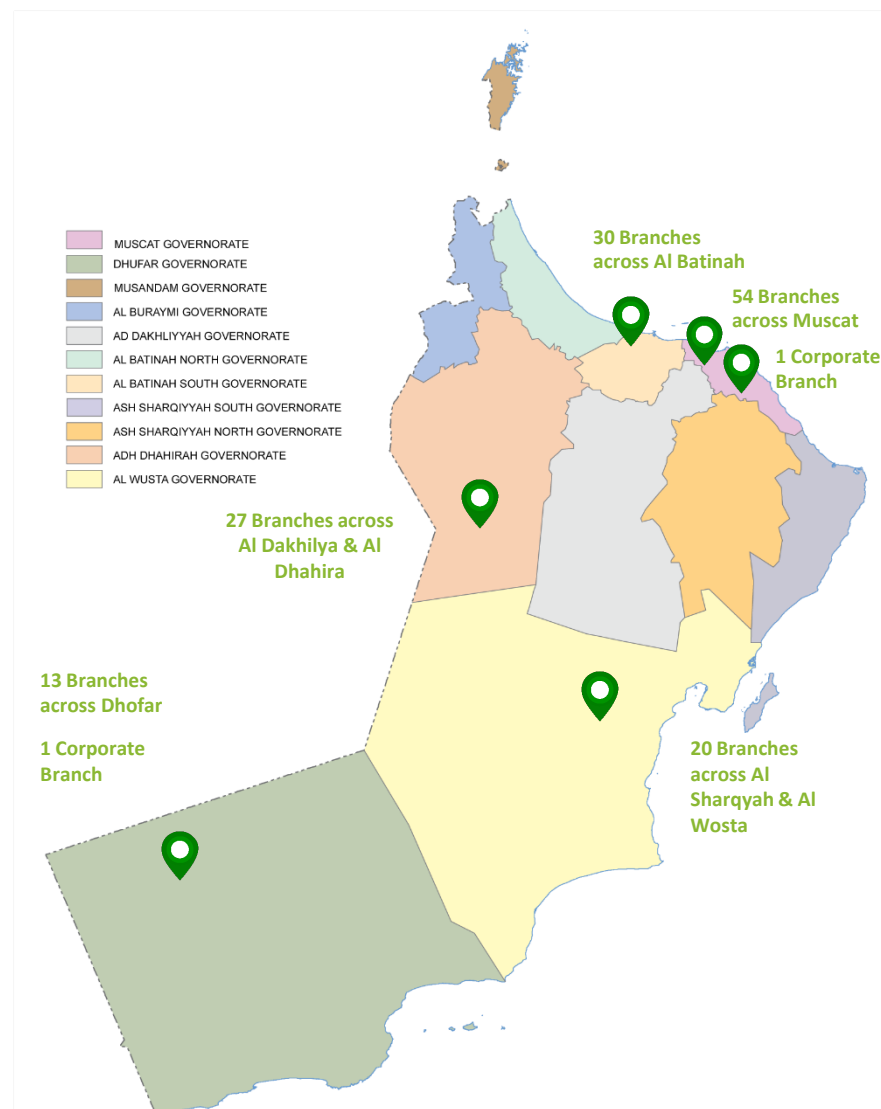 MUSCAT GOVERNORATE
DHUFAR GOVERNORATE
MUSANDAM GOVERNORATE
AL BURAYMI GOVERNORATE
AD DAKHLIYYAH GOVERNORATE
AL BATINAH NORTH GOVERNORATE
AL BATINAH SOUTH GOVERNORATE
ASH SHARQIYYAH SOUTH GOVERNORATE
ASH SHARQIYYAH NORTH GOVERNORATE
ADH DHAHIRAH GOVERNORATE
AL WUSTA GOVERNORATE
30 Branches
across Al Batinah
54 Branches
across Muscat
1 Corporate
Branch
27 Branches across
Al Dakhilya & Al
Dhahira
13 Branches
across Dhofar
1 Corporate
Branch
20 Branches
across Al
Sharqyah & Al
Wosta